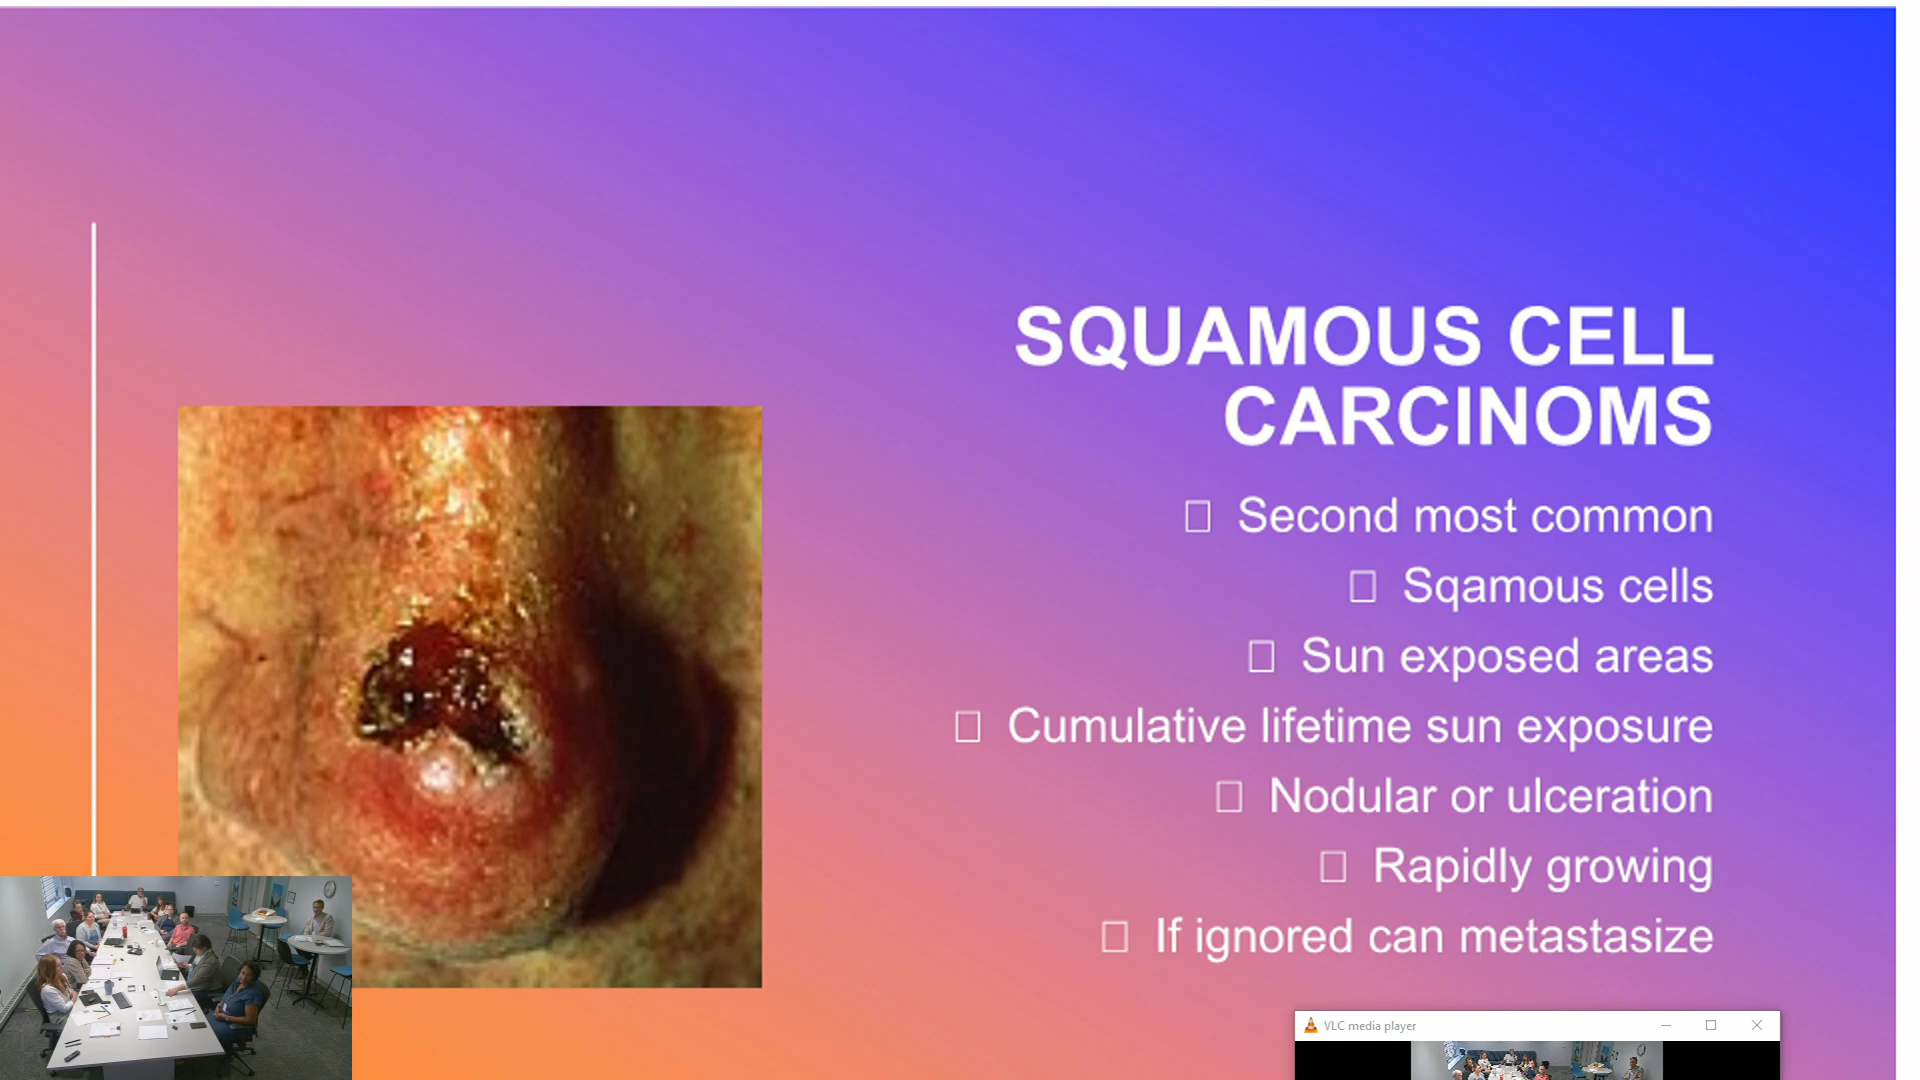 SQUAMOUS CELL
CARCINOMS
Second most common
Sqamous cells
Sun exposed areas
Cumulative lifetime sun exposure
Nodular or ulceration
Rapidly growing
If ignored can metastasize
VLC media player